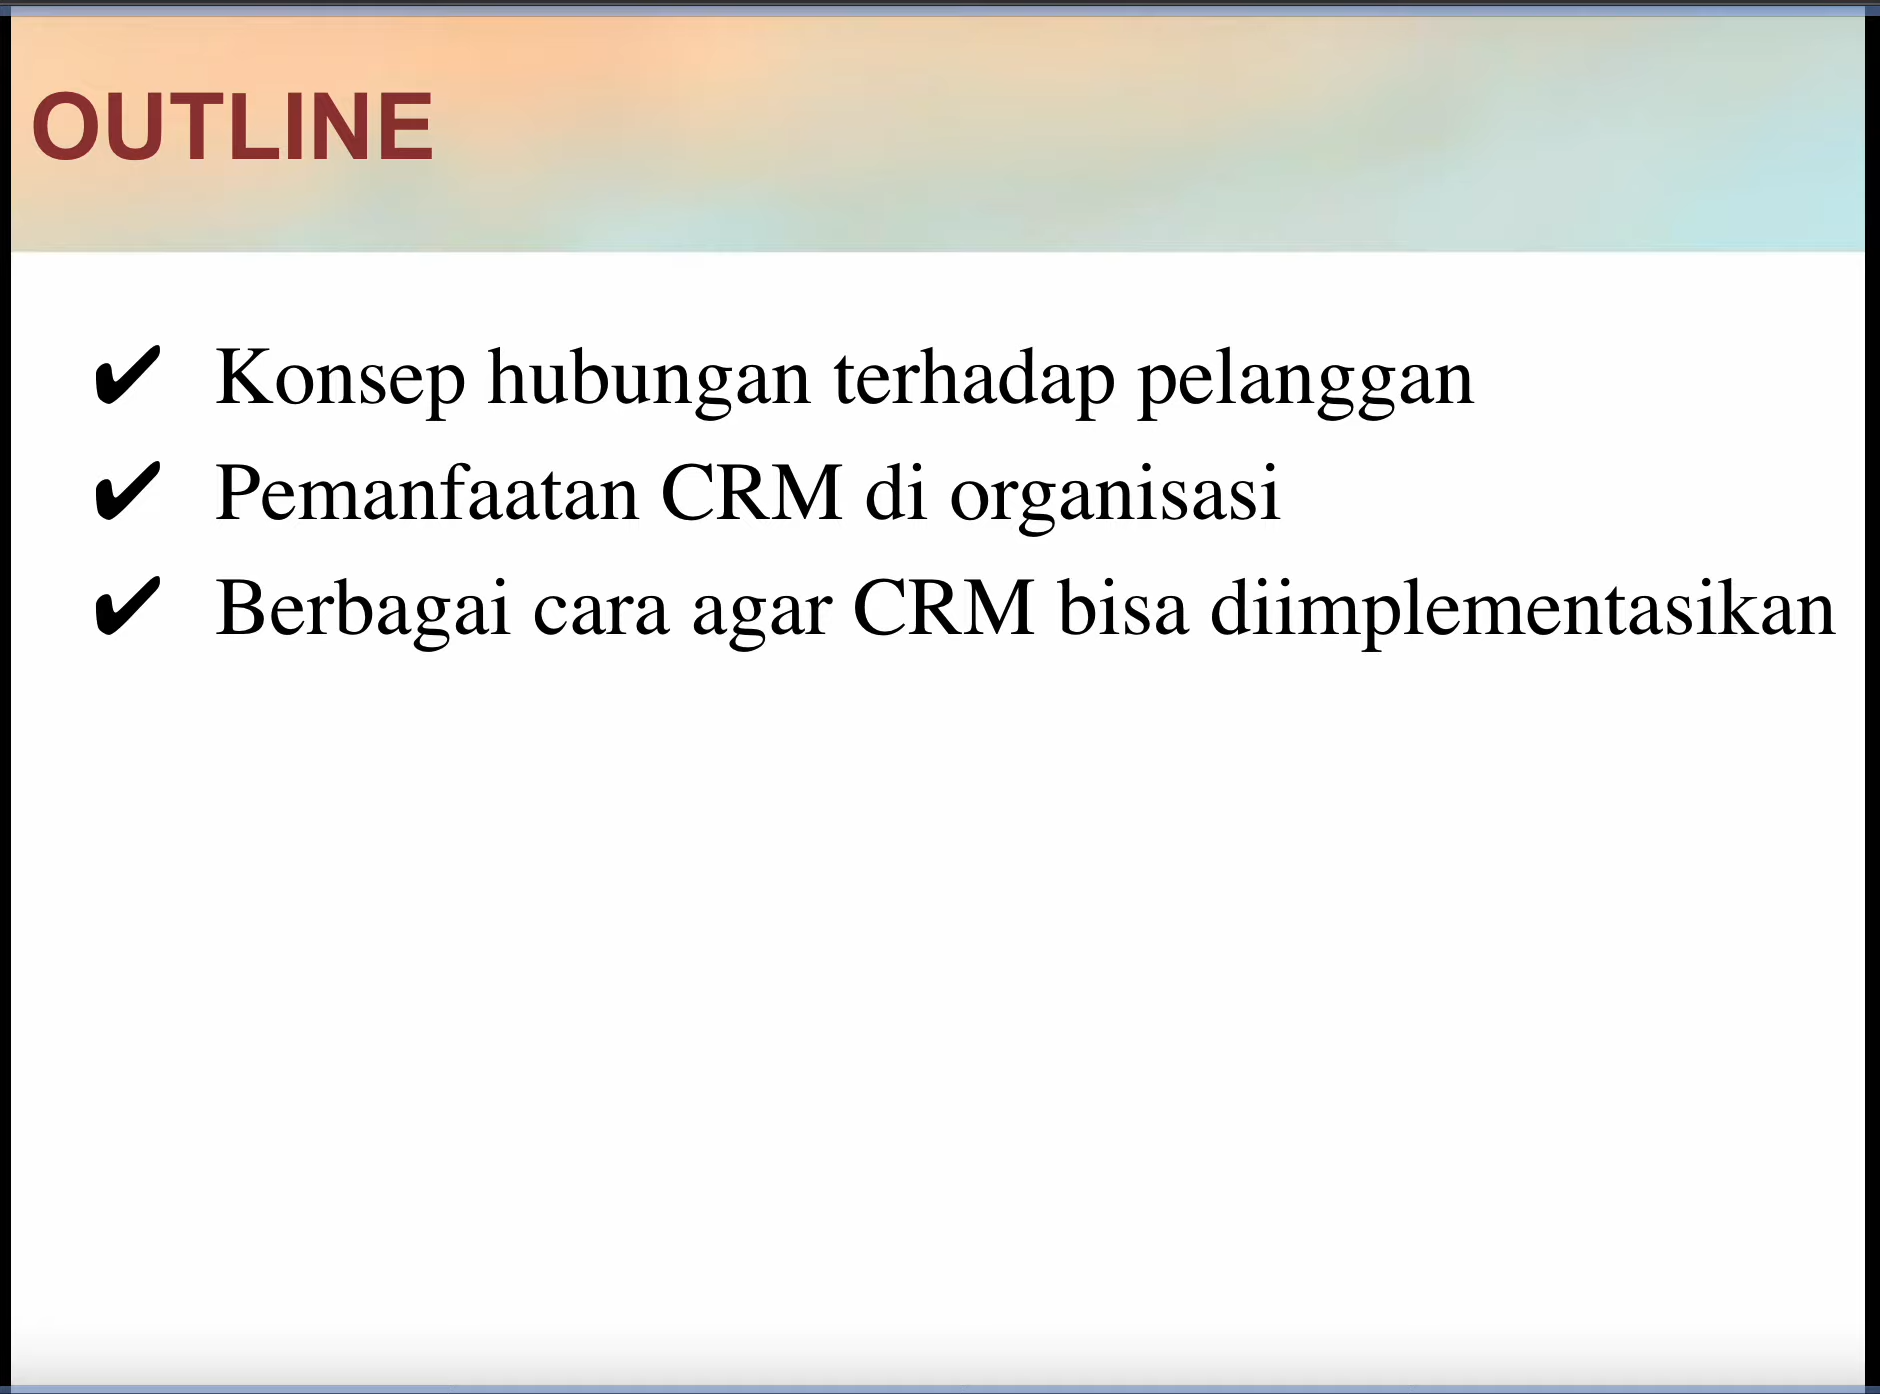 OUTLINE
✔ Konsep hubungan terhadap pelanggan
✔ Pemanfaatan CRM di organisasi
✔ Berbagai cara agar CRM bisa diimplementasikan